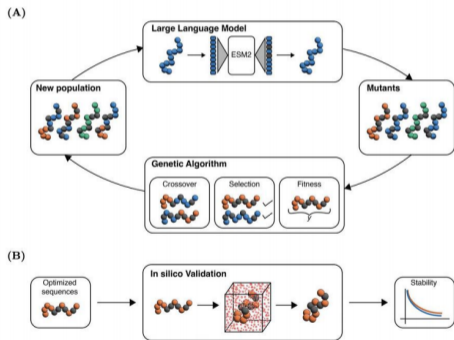 (A)
Large Language Model
ESM2
New population
Mutants
Genetic Algorithm
Crossover
Selection
Fitness
(B)
Optimized
sequences
In silico Validation
Stability